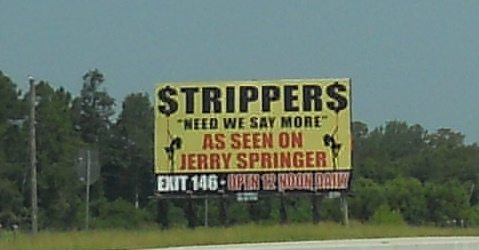 $TRIPPER$
"NEED WE SAY MORE"
AS SEEN ON
JERRY SPRINGER
EXIT 146 - OPEN 12 NOON DAILY